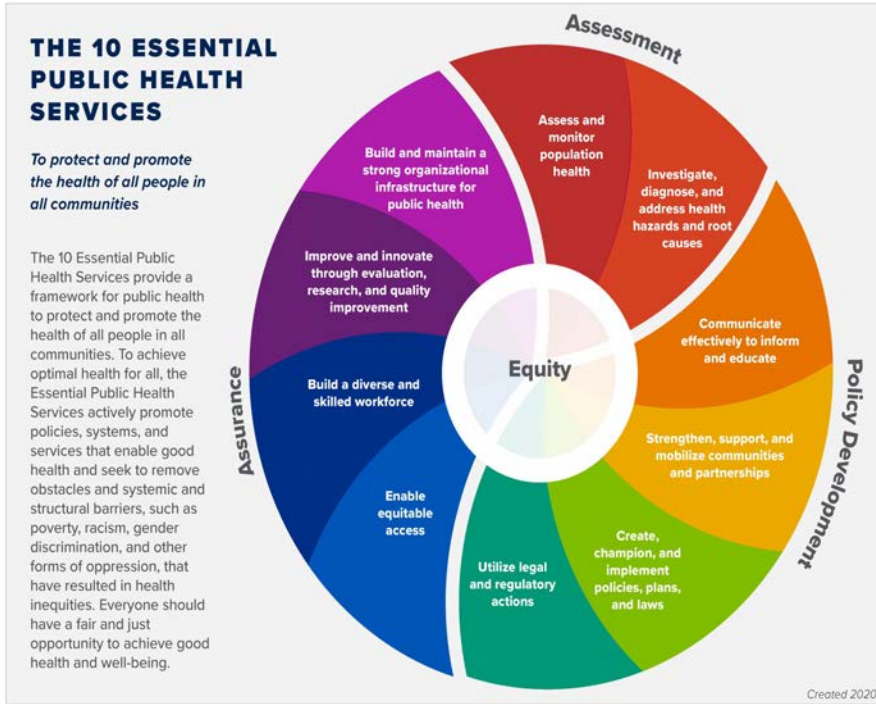 THE 10 ESSENTIAL
PUBLIC HEALTH
SERVICES
To protect and promote
the health of all people in
all communities
The 10 Essential Public
Health Services provide a
framework for public health
to protect and promote the
health of all people in all
communities. To achieve
optimal health for all, the
Essential Public Health
Services actively promote
policies, systems, and
services that enable good
health and seek to remove
obstacles and systemic and
structural barriers, such as
poverty, racism, gender
discrimination, and other
forms of oppression, that
have resulted in health
inequities. Everyone should
have a fair and just
opportunity to achieve good
health and well-being.
Assessment
Assess and
monitor
population
health
Investigate,
diagnose, and
address health
hazards and root
causes
Policy Development
Communicate
effectively to inform
and educate
Strengthen, support, and
mobilize communities
and partnerships
Create,
champion, and
implement
policies, plans,
and laws
Utilize legal
and regulatory
actions
Assurance
Enable
equitable
access
Build a diverse and
skilled workforce
Improve and innovate
through evaluation,
research, and quality
improvement
Build and maintain a
strong organizational
infrastructure for
public health
Equity
Created 2020